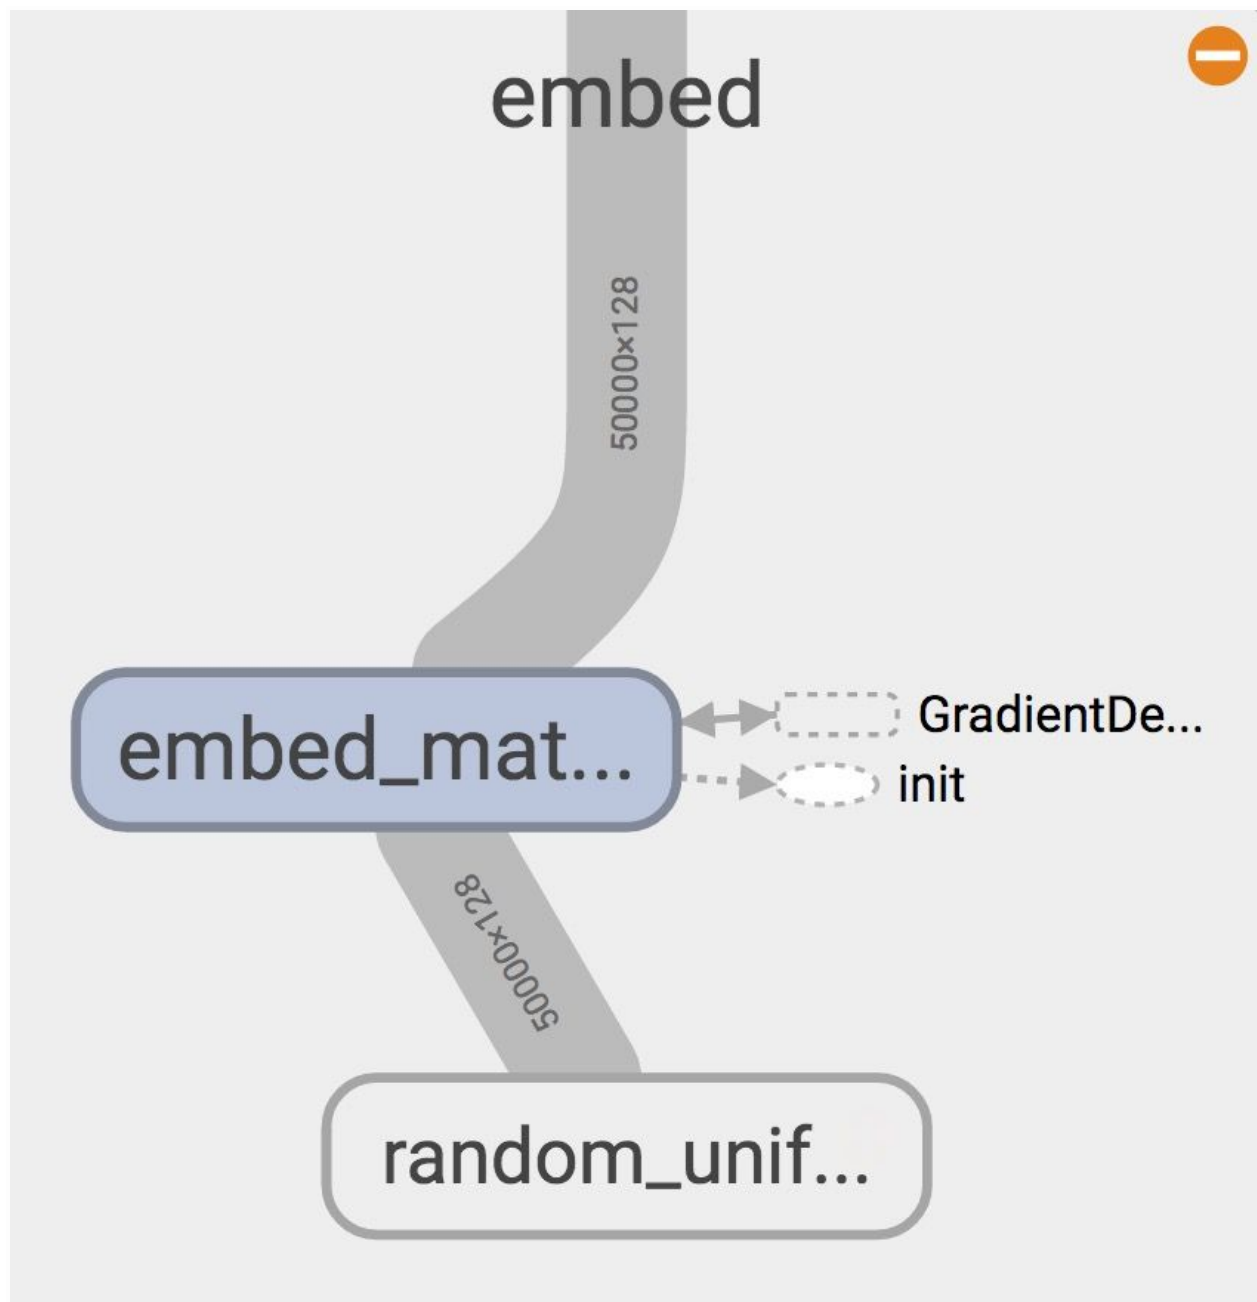 embed
50000×128
embed_mat...
GradientDe...
init
50000×128
random_unif...